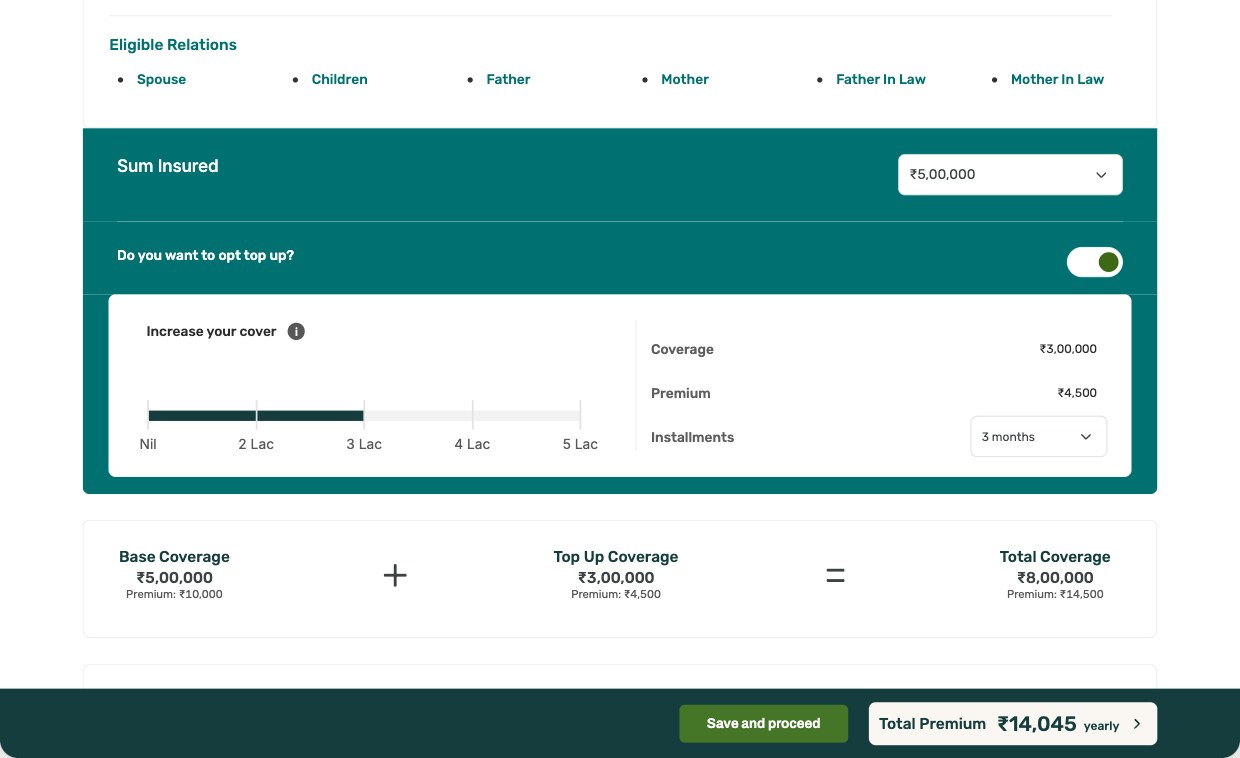 Eligible Relations
• Spouse • Children • Father • Mother • Father In Law • Mother In Law
Sum Insured
₹5,00,000
Do you want to opt top up?
Increase your cover i
Nil 2 Lac 3 Lac 4 Lac 5 Lac
Coverage ₹3,00,000
Premium ₹4,500
Installments 3 months
Base Coverage
₹5,00,000
Premium: ₹10,000
+
Top Up Coverage
₹3,00,000
Premium: ₹4,500
=
Total Coverage
₹8,00,000
Premium: ₹14,500
Save and proceed
Total Premium ₹14,045 yearly